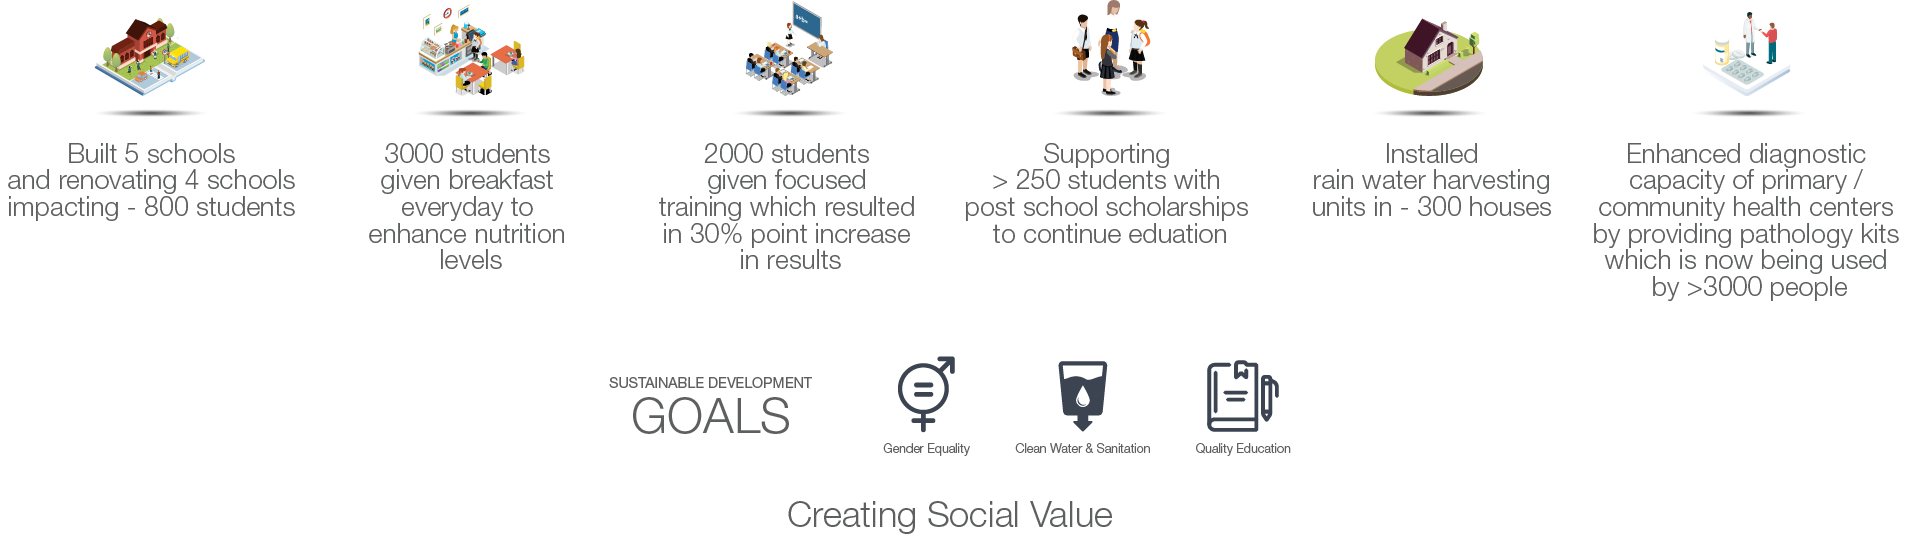 Built 5 schools
and renovating 4 schools
impacting - 800 students
3000 students
given breakfast
everyday to
enhance nutrition
levels
2000 students
given focused
training which resulted
in 30% point increase
in results
Supporting
> 250 students with
post school scholarships
to continue eduation
Installed
rain water harvesting
units in - 300 houses
Enhanced diagnostic
capacity of primary /
community health centers
by providing pathology kits
which is now being used
by >3000 people
SUSTAINABLE DEVELOPMENT
GOALS
Gender Equality
Clean Water & Sanitation
Quality Education
Creating Social Value